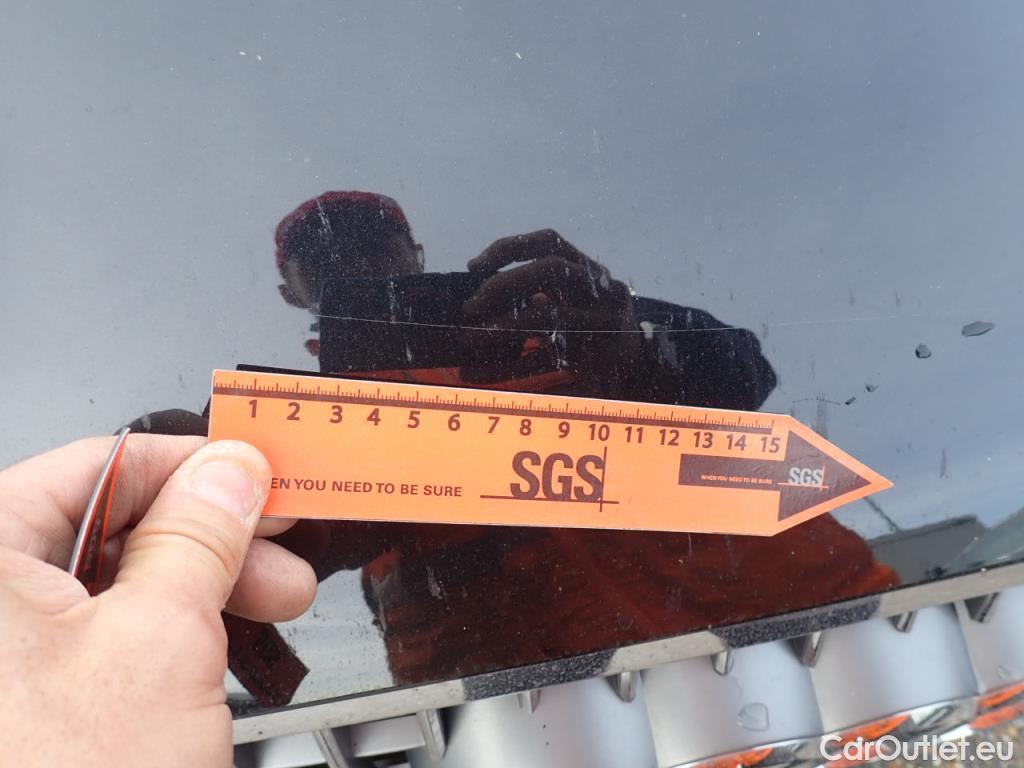 1 2 3 4 5 6 7 8 9 10 11 12 13 14 15
EN YOU NEED TO BE SURE
SGS
WHEN YOU NEED TO BE SURE
SGS
CarOutlet.eu